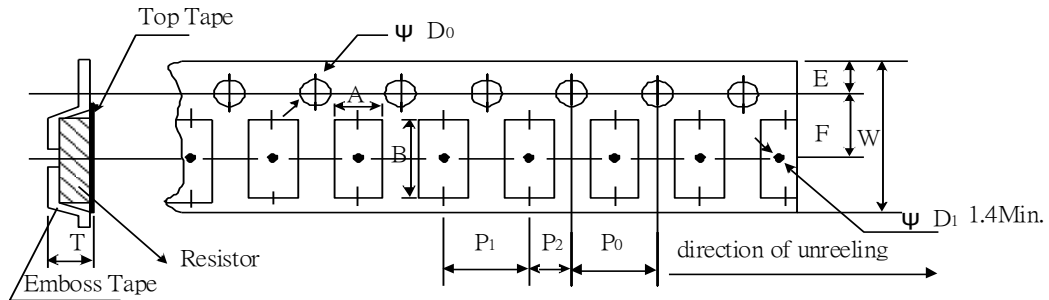 Top Tape
Ψ D0
E
A
F
W
B
Ψ D1 1.4Min.
P1
P2
P0
T
Resistor
direction of unreeling
Emboss Tape